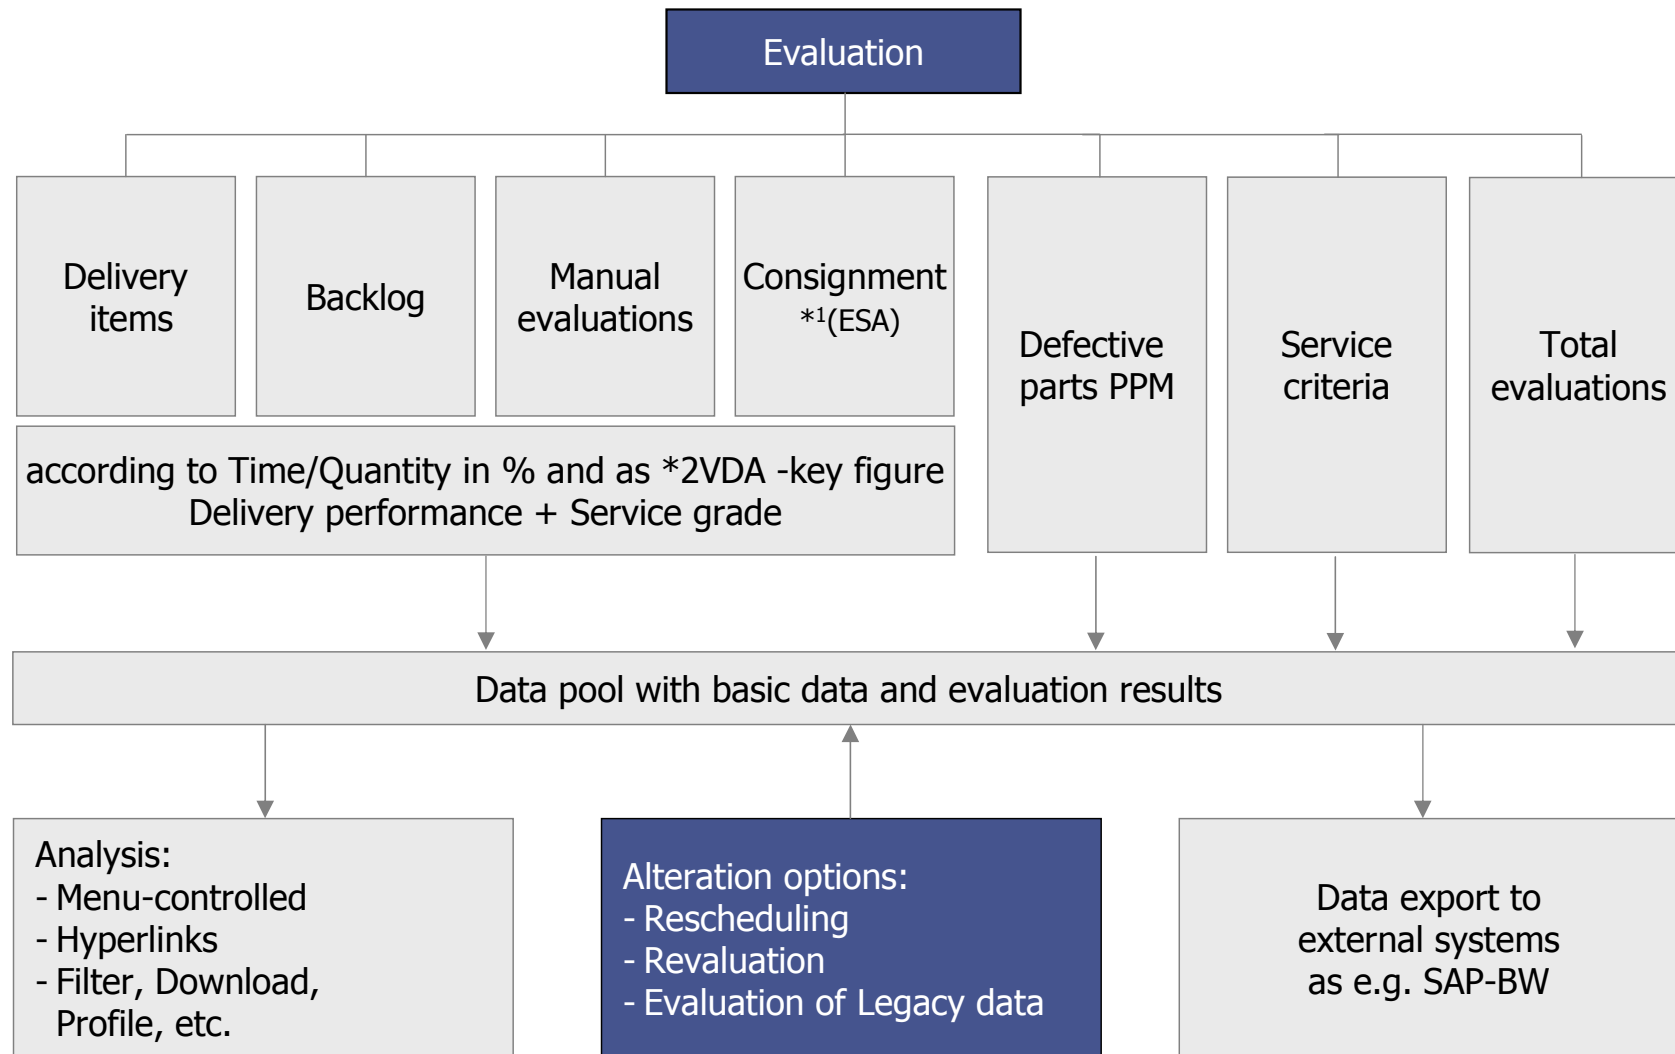 Evaluation
Delivery
items
Backlog
Manual
evaluations
Consignment
*1(ESA)
Defective
parts PPM
Service
criteria
Total
evaluations
according to Time/Quantity in % and as *2VDA -key figure
Delivery performance + Service grade
Data pool with basic data and evaluation results
Analysis:
- Menu-controlled
- Hyperlinks
- Filter, Download,
Profile, etc.
Alteration options:
- Rescheduling
- Revaluation
- Evaluation of Legacy data
Data export to
external systems
as e.g. SAP-BW